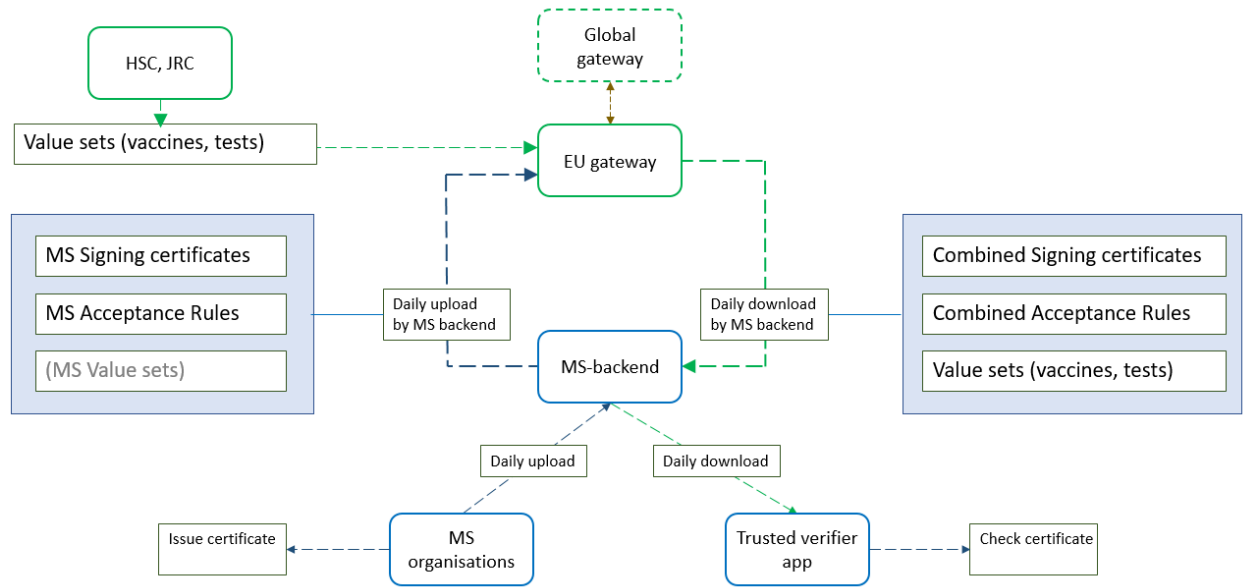 Global
gateway
HSC, JRC
Value sets (vaccines, tests)
EU gateway
MS Signing certificates
MS Acceptance Rules
(MS Value sets)
Daily upload
by MS backend
Daily download
by MS backend
Combined Signing certificates
Combined Acceptance Rules
Value sets (vaccines, tests)
MS-backend
Daily upload
Daily download
Issue certificate
MS
organisations
Trusted verifier
app
Check certificate